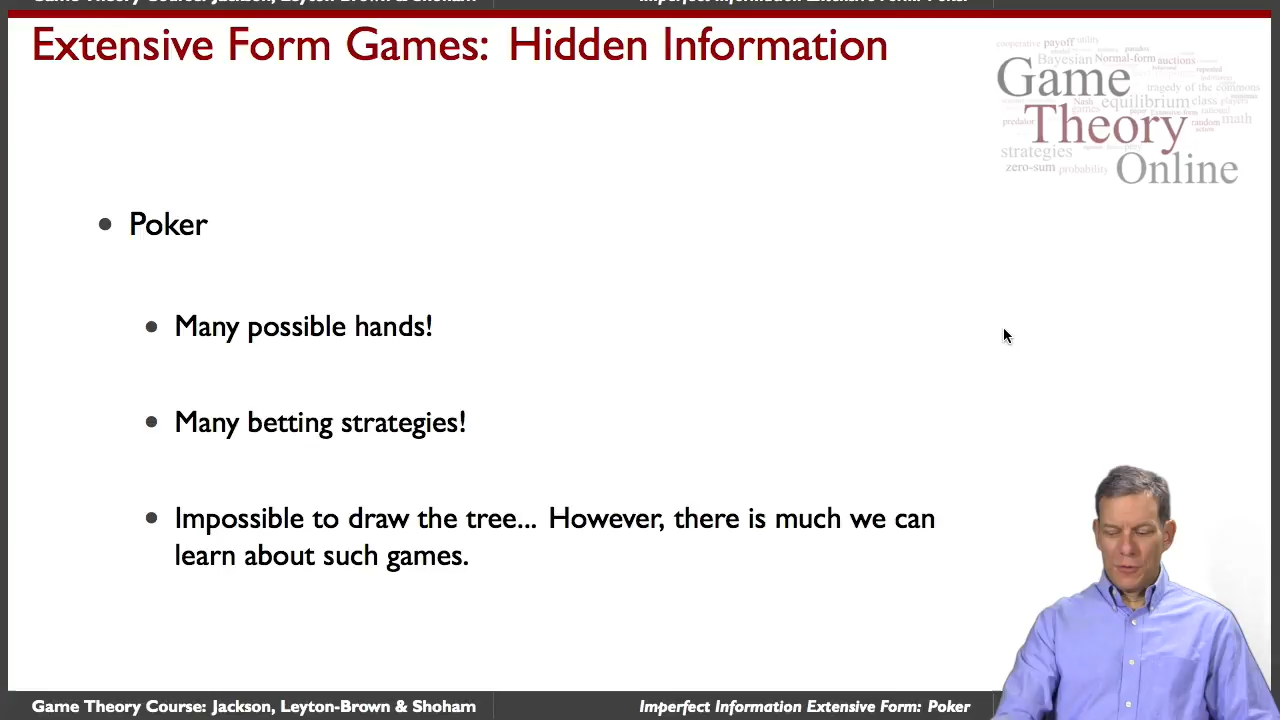 Game Theory Course: Jackson, Leyton-Brown & Shoham
Imperfect Information Extensive Form: Poker
Extensive Form Games: Hidden Information
cooperative payoff utility
Bayesian Normal-form auctions
Game
repeated
tragedy of the commons
Nash equilibrium class players
games
predator
Theory
random math
action
strategies
zero-sum probability
Online
• Poker
• Many possible hands!
• Many betting strategies!
• Impossible to draw the tree... However, there is much we can
learn about such games.
Game Theory Course: Jackson, Leyton-Brown & Shoham
Imperfect Information Extensive Form: Poker